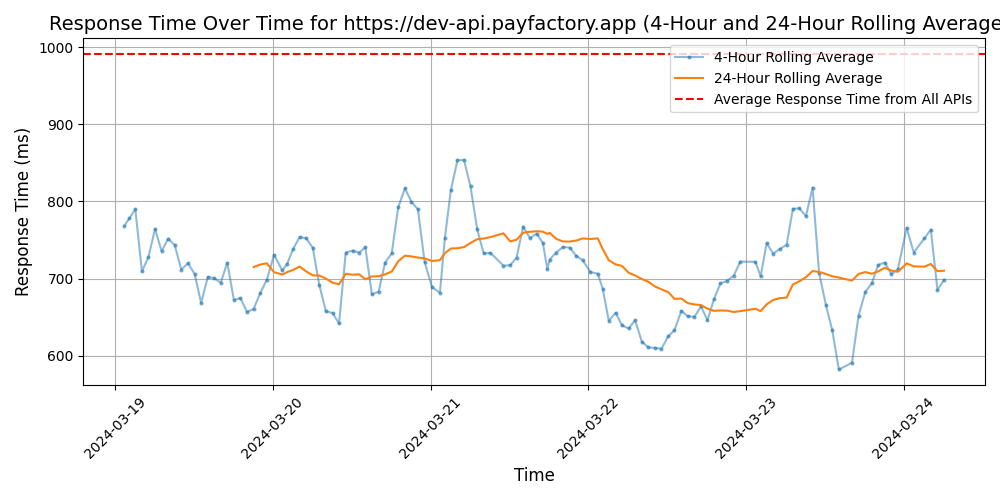 Response Time Over Time for https://dev-api.payfactory.app (4-Hour and 24-Hour Rolling Average
4-Hour Rolling Average
24-Hour Rolling Average
Average Response Time from All APIs
Response Time (ms)
1000
900
800
700
600
2024-03-19
2024-03-20
2024-03-21
2024-03-22
2024-03-23
2024-03-24
Time